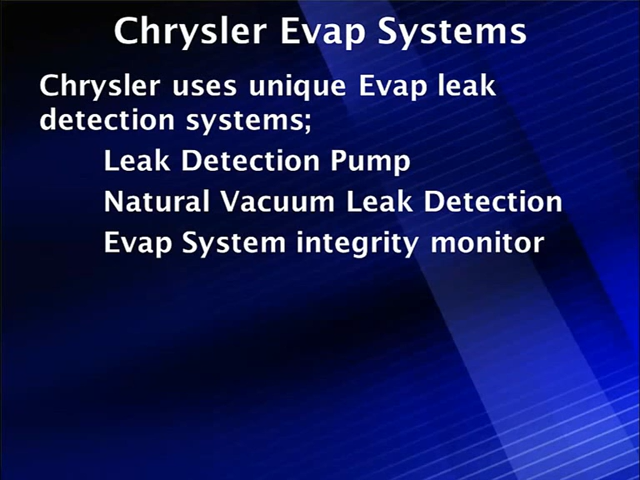 Chrysler Evap Systems
Chrysler uses unique Evap leak
detection systems;
Leak Detection Pump
Natural Vacuum Leak Detection
Evap System integrity monitor